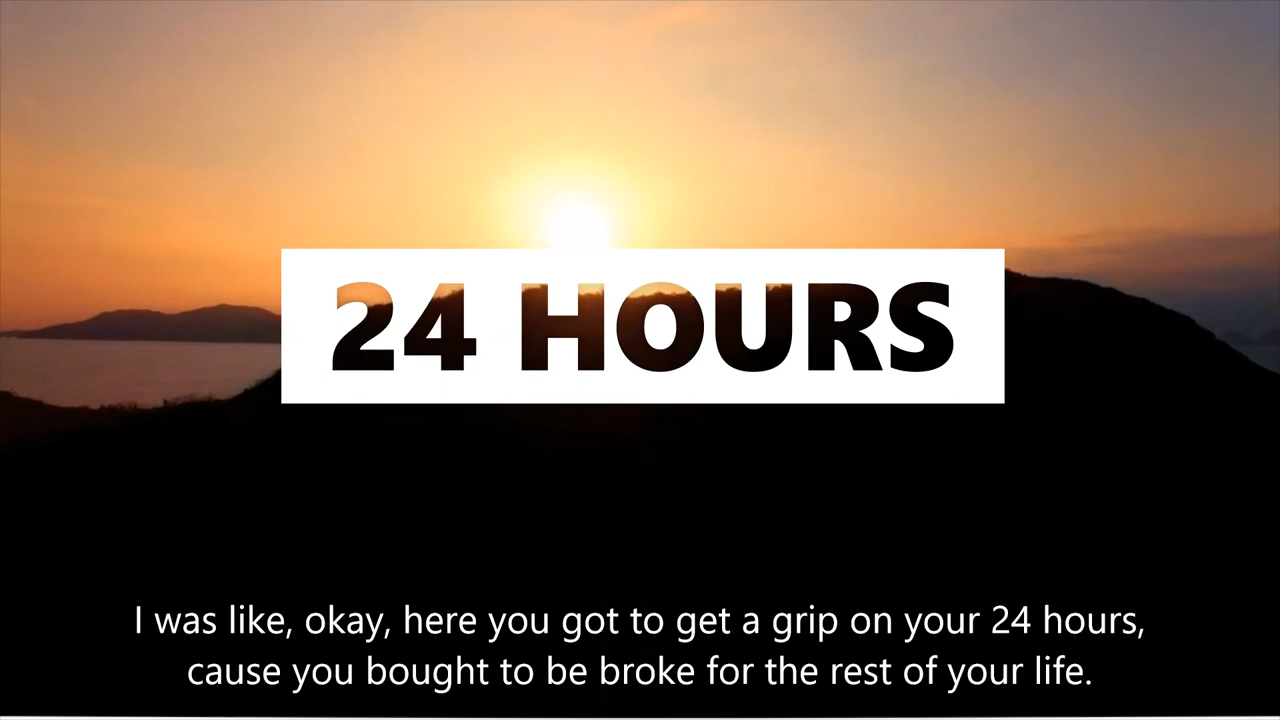 24 HOURS
I was like, okay, here you got to get a grip on your 24 hours,
cause you bought to be broke for the rest of your life.